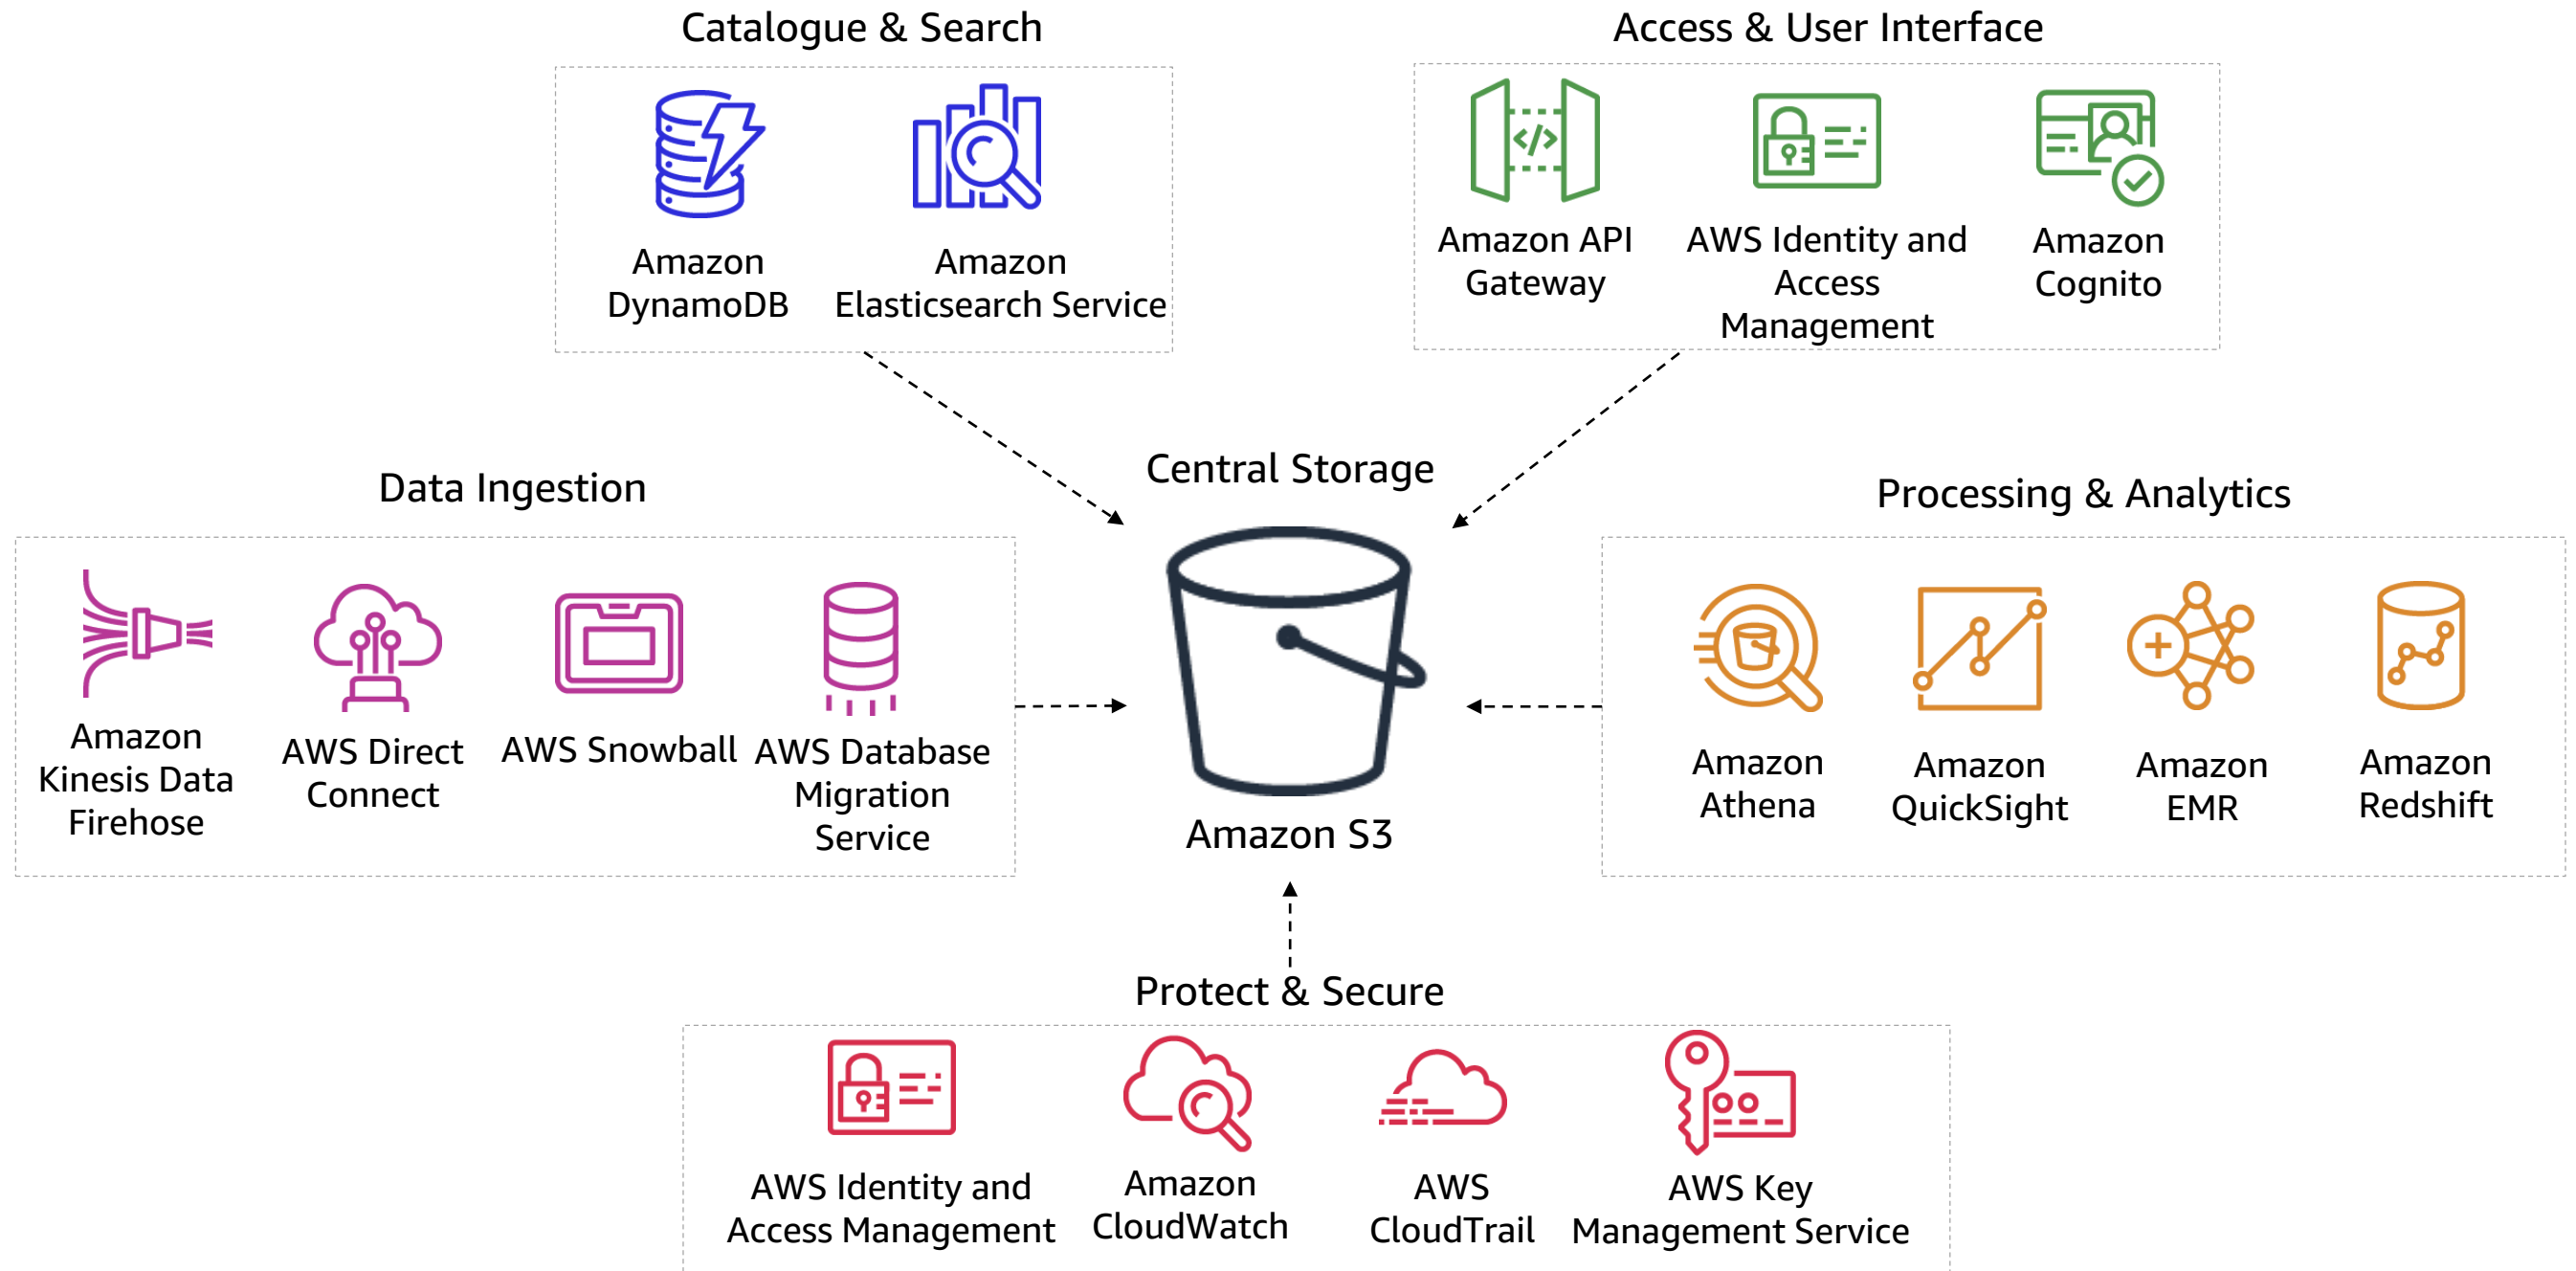 Catalogue & Search
Amazon
DynamoDB
Amazon
Elasticsearch Service
Access & User Interface
Amazon API
Gateway
AWS Identity and
Access
Management
Amazon
Cognito
Data Ingestion
Amazon
Kinesis Data
Firehose
AWS Direct
Connect
AWS Snowball
AWS Database
Migration
Service
Central Storage
Amazon S3
Processing & Analytics
Amazon
Athena
Amazon
QuickSight
Amazon
EMR
Amazon
Redshift
Protect & Secure
AWS Identity and
Access Management
Amazon
CloudWatch
AWS
CloudTrail
AWS Key
Management Service